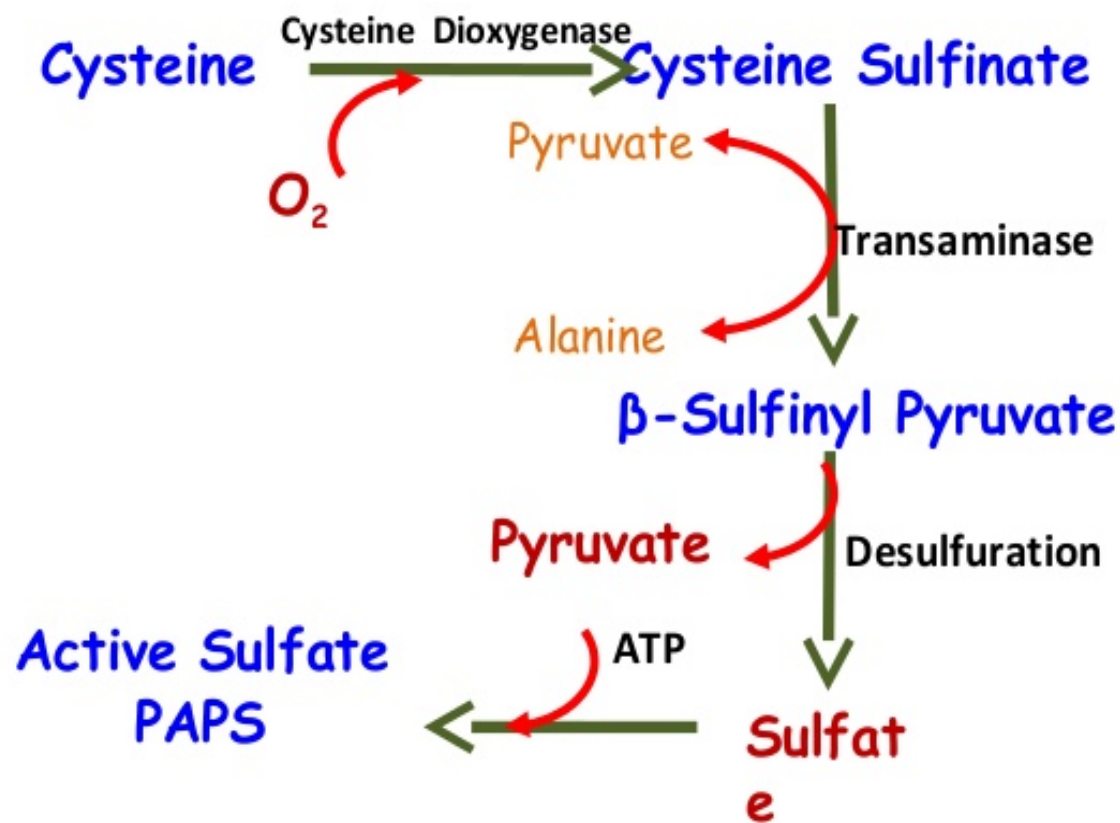 Cysteine Dioxygenase
Cysteine
Cysteine Sulfinate
Pyruvate
O₂
Transaminase
Alanine
β-Sulfinyl Pyruvate
Pyruvate
Desulfuration
ATP
Active Sulfate
PAPS
Sulfat
e